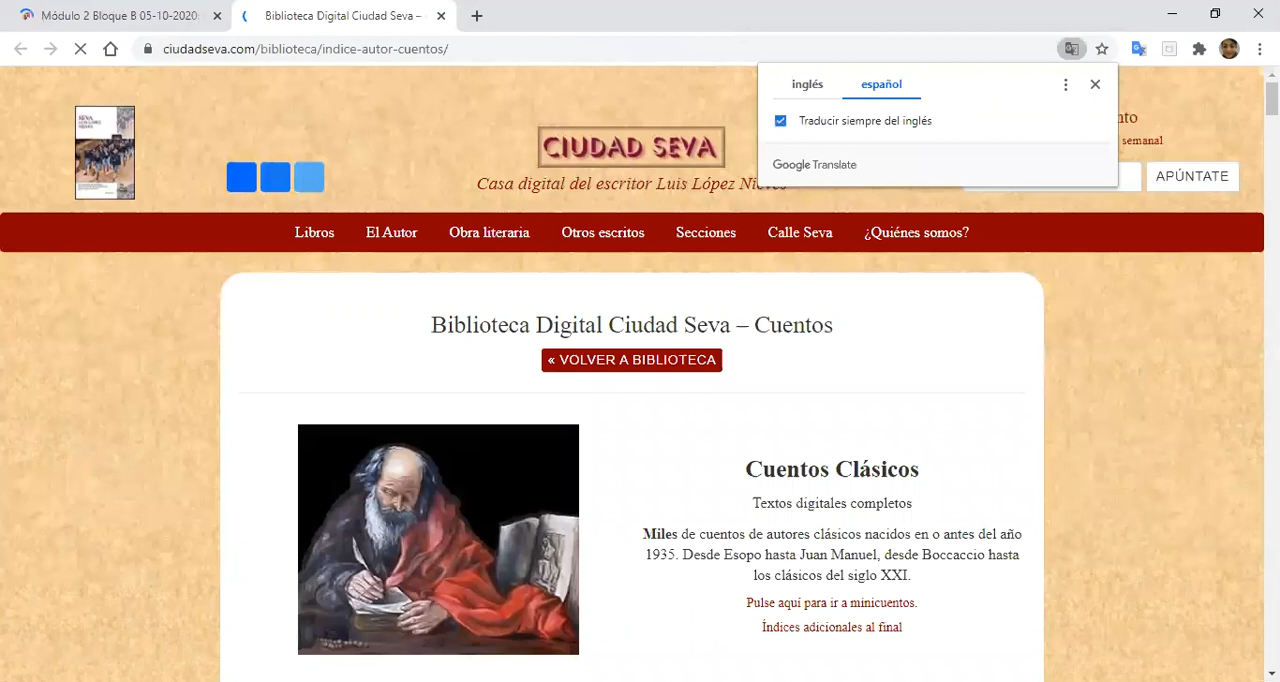 Módulo 2 Bloque B 05-10-2020:
Biblioteca Digital Ciudad Seva –
ciudadseva.com/biblioteca/indice-autor-cuentos/
inglés
español
Traducir siempre del inglés
Google Translate
nto
semanal
APÚNTATE
SEVA
CIUDAD SEVA
Casa digital del escritor Luis López Nieves
Libros
El Autor
Obra literaria
Otros escritos
Secciones
Calle Seva
¿Quiénes somos?
Biblioteca Digital Ciudad Seva – Cuentos
« VOLVER A BIBLIOTECA
Cuentos Clásicos
Textos digitales completos
Miles de cuentos de autores clásicos nacidos en o antes del año
1935. Desde Esopo hasta Juan Manuel, desde Boccaccio hasta
los clásicos del siglo XXI.
Pulse aquí para ir a minicuentos.
Índices adicionales al final